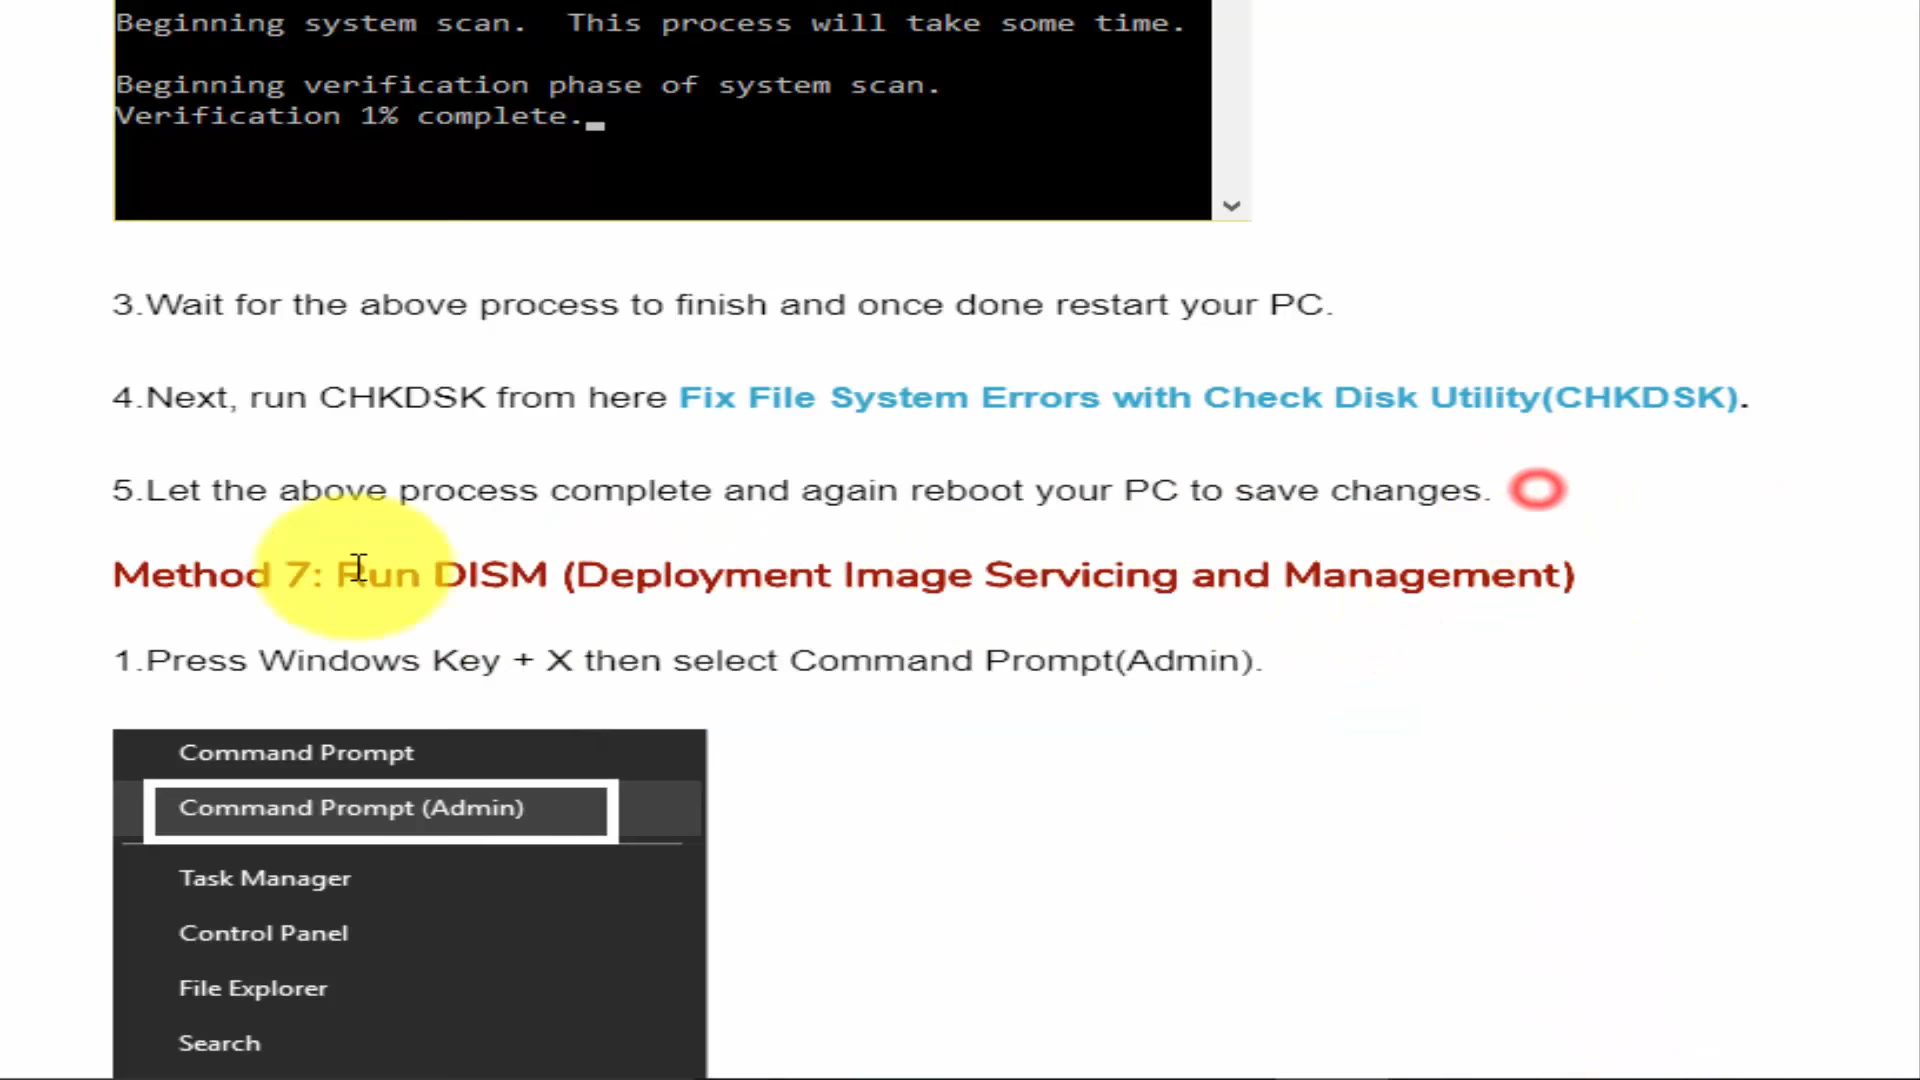 Beginning system scan.  This process will take some time.
Beginning verification phase of system scan.
Verification 1% complete.
3.Wait for the above process to finish and once done restart your PC.
4.Next, run CHKDSK from here Fix File System Errors with Check Disk Utility(CHKDSK).
5.Let the above process complete and again reboot your PC to save changes.
Method 7: Run DISM (Deployment Image Servicing and Management)
1.Press Windows Key + X then select Command Prompt(Admin).
Command Prompt
Command Prompt (Admin)
Task Manager
Control Panel
File Explorer
Search